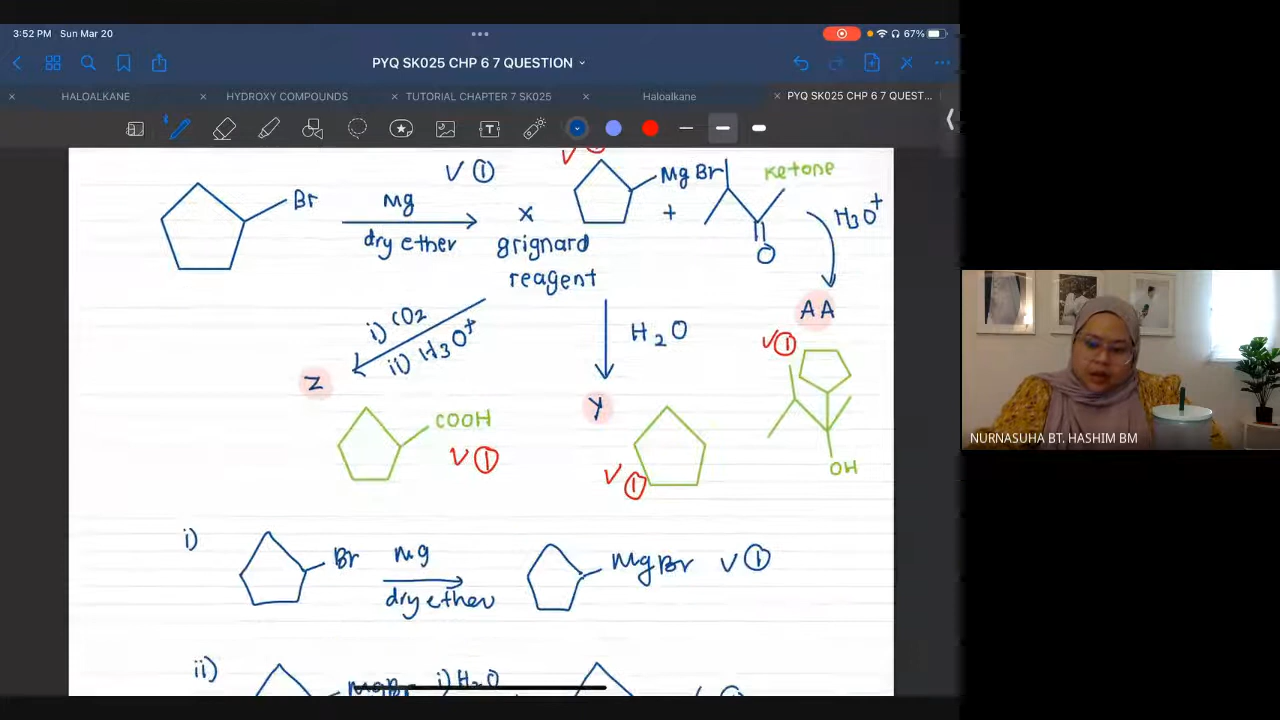 3:52 PM Sun Mar 20
67%
PYQ SK025 CHP 6 7 QUESTION
HALOALKANE
HYDROXY COMPOUNDS
TUTORIAL CHAPTER 7 SK025
Haloalkane
PYQ SK025 CHP 6 7 QUEST...
Br
Mg
dry ether
V 1
X
grignard
reagent
MgBr
+
Ketone
O
H3O+
AA
V 1
OH
i) CO2
ii) H3O+
Z
COOH
V 1
H2O
Y
V 1
i)
Br
Mg
dry ether
MgBr V 1
ii)
MgBr
i) H2O
NURNASUHA BT. HASHIM BM